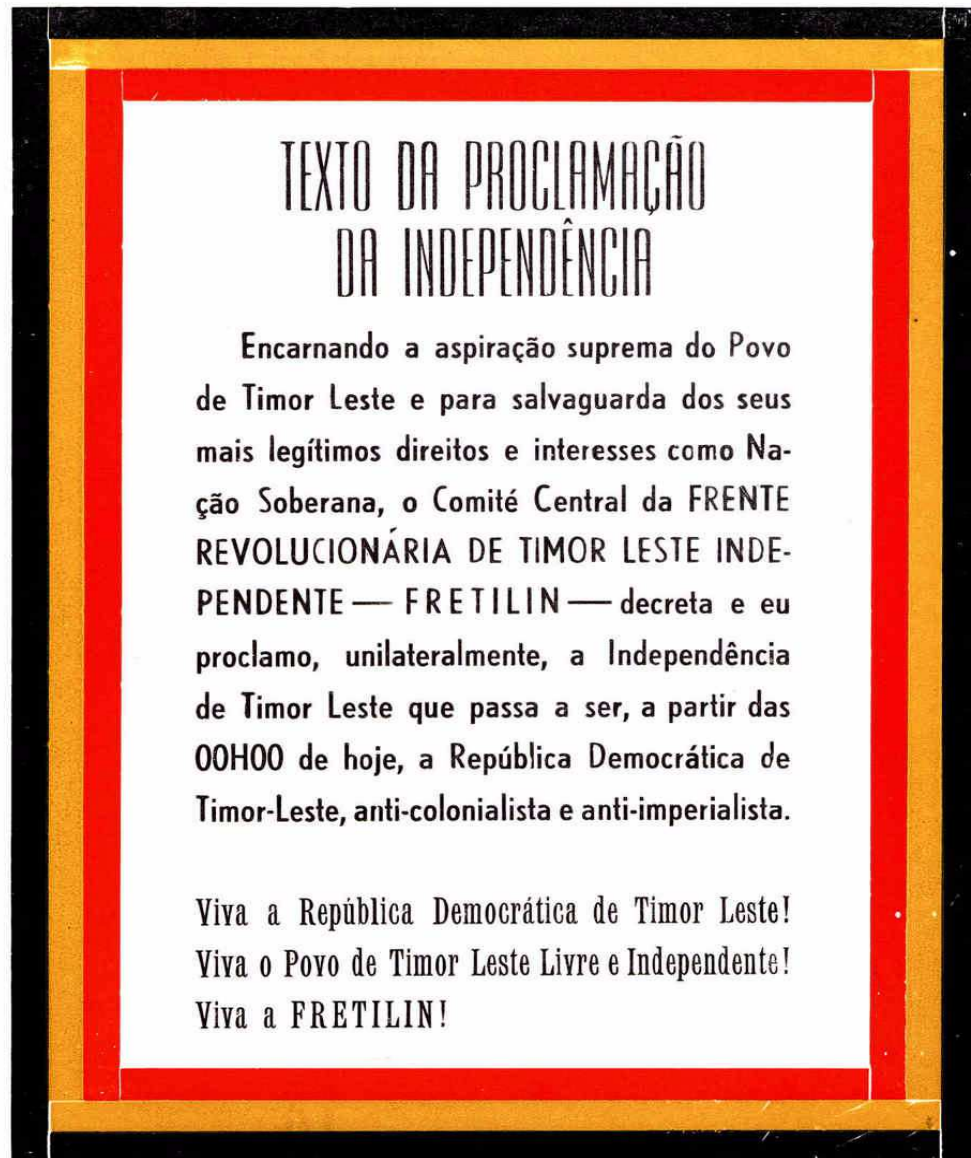 TEXTO DA PROCLAMAÇÃO
DA INDEPENDÊNCIA
Encarnando a aspiração suprema do Povo
de Timor Leste e para salvaguarda dos seus
mais legítimos direitos e interesses como Na-
ção Soberana, o Comité Central da FRENTE
REVOLUCIONÁRIA DE TIMOR LESTE INDE-
PENDENTE — FRETILIN — decreta e eu
proclamo, unilateralmente, a Independência
de Timor Leste que passa a ser, a partir das
00H00 de hoje, a República Democrática de
Timor-Leste, anti-colonialista e anti-imperialista.
Viva a República Democrática de Timor Leste!
Viva o Povo de Timor Leste Livre e Independente!
Viva a FRETILIN!